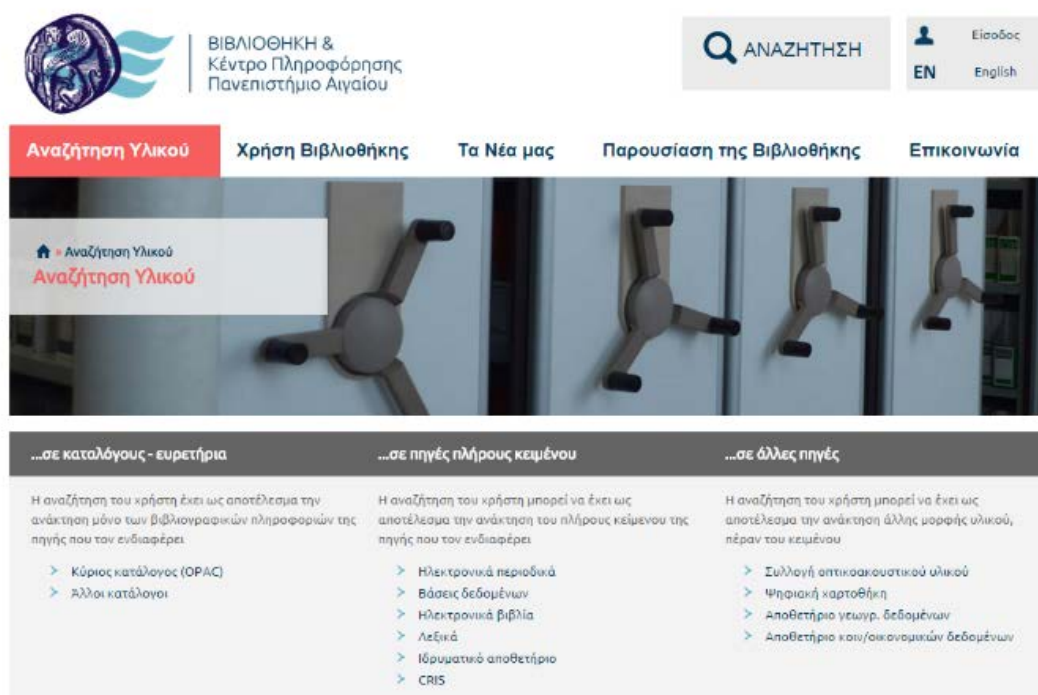 ΒΙΒΛΙΟΘΗΚΗ &
Κέντρο Πληροφόρησης
Πανεπιστήμιο Αιγαίου
ΑΝΑΖΗΤΗΣΗ
Είσοδος
EN English
Αναζήτηση Υλικού Χρήση Βιβλιοθήκης Τα Νέα μας Παρουσίαση της Βιβλιοθήκης Επικοινωνία
» Αναζήτηση Υλικού
Αναζήτηση Υλικού
...σε καταλόγους - ευρετήρια
Η αναζήτηση του χρήστη έχει ως αποτέλεσμα την
ανάκτηση μόνο των βιβλιογραφικών πληροφοριών της
πηγής που τον ενδιαφέρει
Κύριος κατάλογος (OPAC)
Άλλοι κατάλογοι
...σε πηγές πλήρους κειμένου
Η αναζήτηση του χρήστη μπορεί να έχει ως
αποτέλεσμα την ανάκτηση του πλήρους κείμενου της
πηγής που τον ενδιαφέρει
Ηλεκτρονικά περιοδικά
Βάσεις δεδομένων
Ηλεκτρονικά βιβλία
Λεξικά
Ιδρυματικό αποθετήριο
CRIS
...σε άλλες πηγές
Η αναζήτηση του χρήστη μπορεί να έχει ως
αποτέλεσμα την ανάκτηση άλλης μορφής υλικού,
πέραν του κειμένου
Συλλογή οπτικοακουστικού υλικού
Ψηφιακή χαρτοθήκη
Αποθετήριο γεωγρ. δεδομένων
Αποθετήριο κοιν/οικονομικών δεδομένων